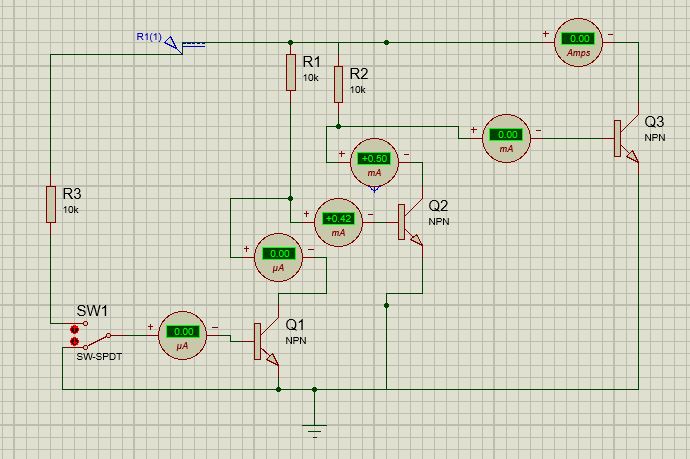 R1(1)
+ 0.00 -
Amps
R1
10k
R2
10k
Q3
NPN
+ 0.00 -
mA
+ +0.50 -
mA
R3
10k
Q2
NPN
+ +0.42 -
mA
+ 0.00 -
µA
SW1
SW-SPDT
+ 0.00 -
µA
Q1
NPN